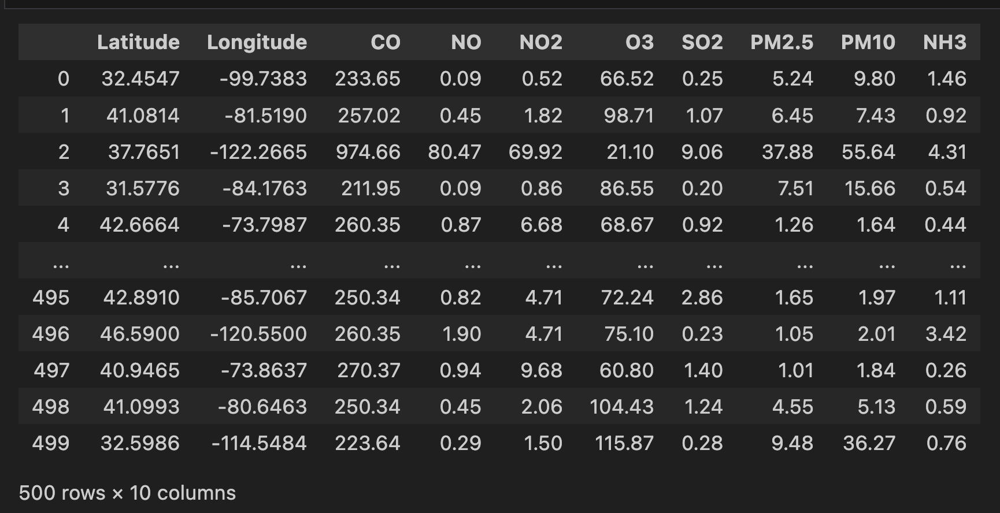 Latitude Longitude CO NO NO2 O3 SO2 PM2.5 PM10 NH3
0 32.4547 -99.7383 233.65 0.09 0.52 66.52 0.25 5.24 9.80 1.46
1 41.0814 -81.5190 257.02 0.45 1.82 98.71 1.07 6.45 7.43 0.92
2 37.7651 -122.2665 974.66 80.47 69.92 21.10 9.06 37.88 55.64 4.31
3 31.5776 -84.1763 211.95 0.09 0.86 86.55 0.20 7.51 15.66 0.54
4 42.6664 -73.7987 260.35 0.87 6.68 68.67 0.92 1.26 1.64 0.44
... ... ... ... ... ... ... ... ... ... ...
495 42.8910 -85.7067 250.34 0.82 4.71 72.24 2.86 1.65 1.97 1.11
496 46.5900 -120.5500 260.35 1.90 4.71 75.10 0.23 1.05 2.01 3.42
497 40.9465 -73.8637 270.37 0.94 9.68 60.80 1.40 1.01 1.84 0.26
498 41.0993 -80.6463 250.34 0.45 2.06 104.43 1.24 4.55 5.13 0.59
499 32.5986 -114.5484 223.64 0.29 1.50 115.87 0.28 9.48 36.27 0.76
500 rows × 10 columns